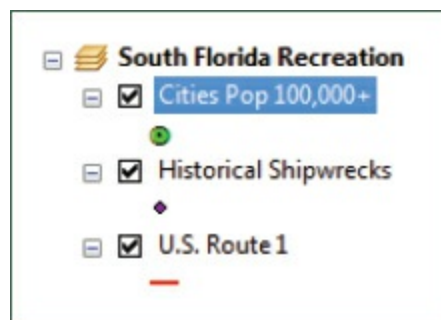 South Florida Recreation
Cities Pop 100,000+
Historical Shipwrecks
U.S. Route 1